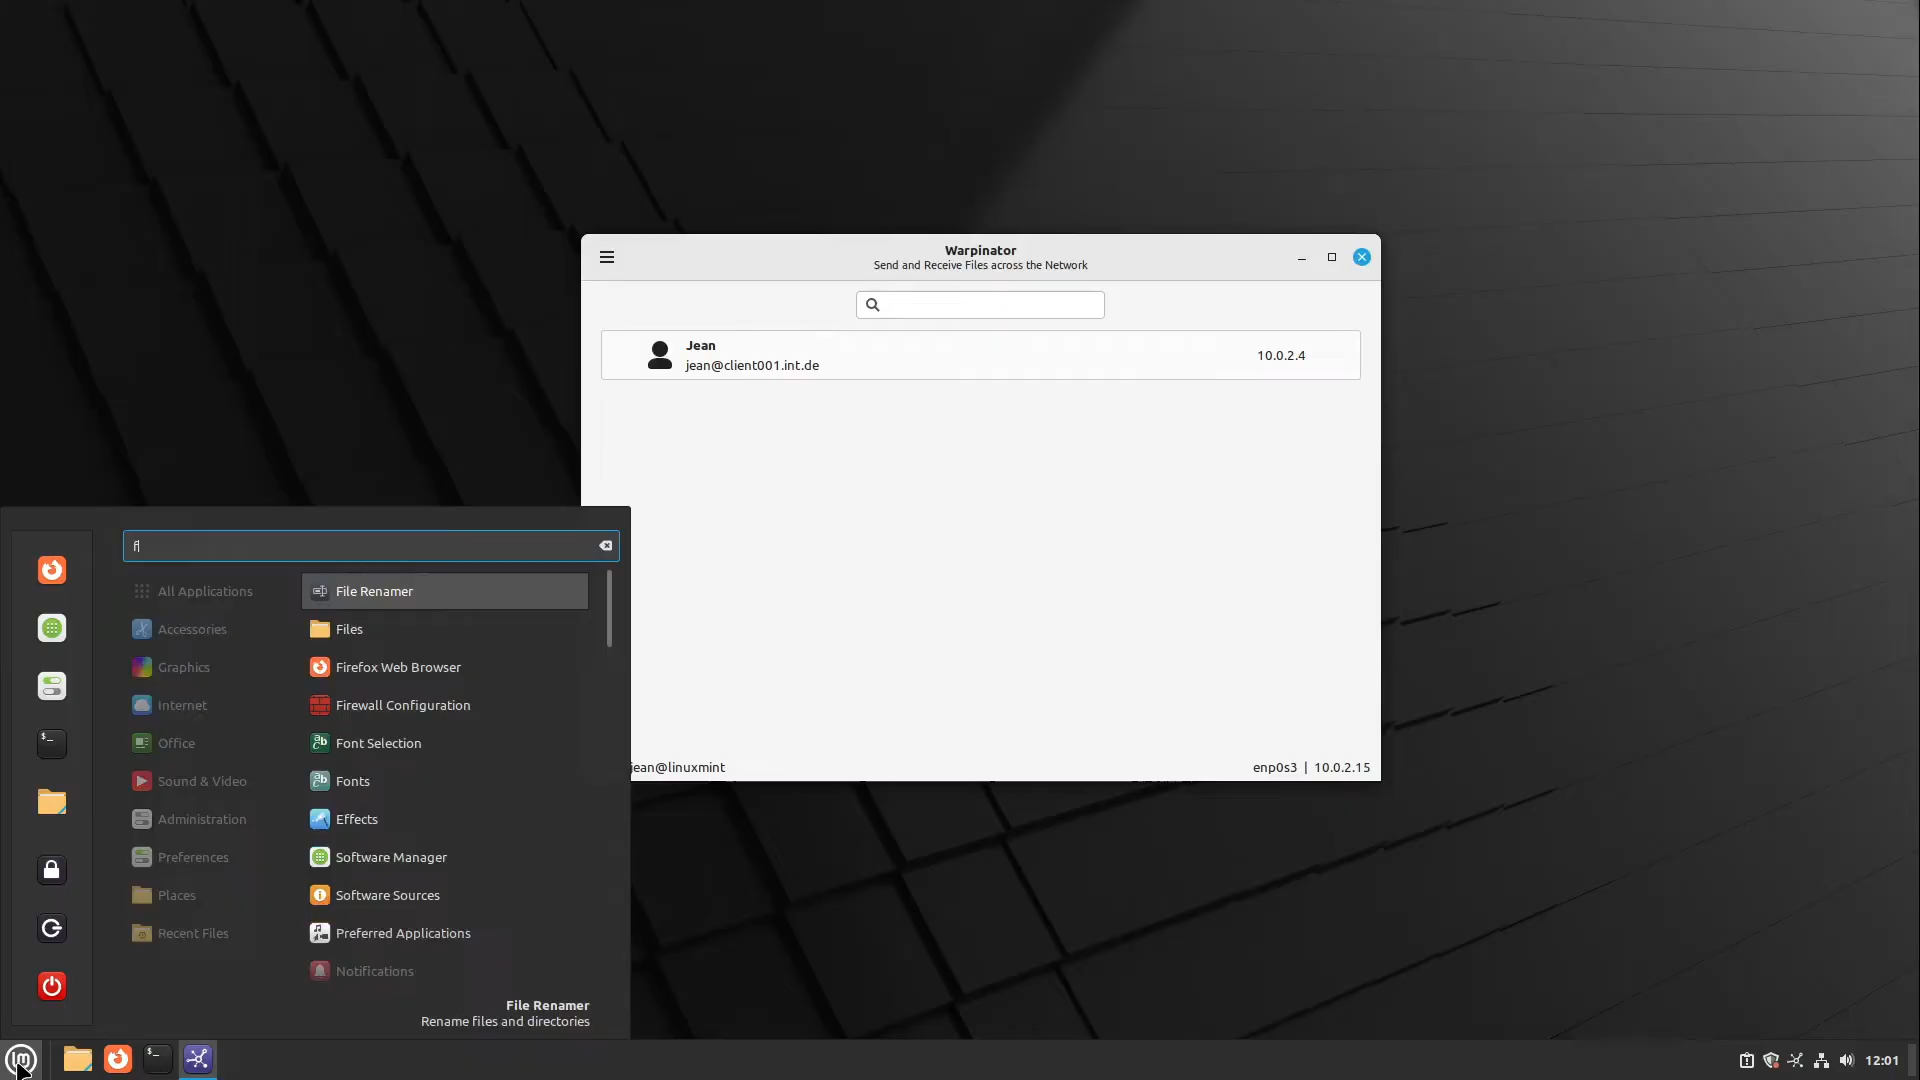 Warpinator
Send and Receive Files across the Network
Jean
jean@client001.int.de
10.0.2.4
jean@linuxmint
enp0s3 | 10.0.2.15
f
All Applications
Accessories
Graphics
Internet
Office
Sound & Video
Administration
Preferences
Places
Recent Files
File Renamer
Files
Firefox Web Browser
Firewall Configuration
Font Selection
Fonts
Effects
Software Manager
Software Sources
Preferred Applications
Notifications
File Renamer
Rename files and directories
12:01